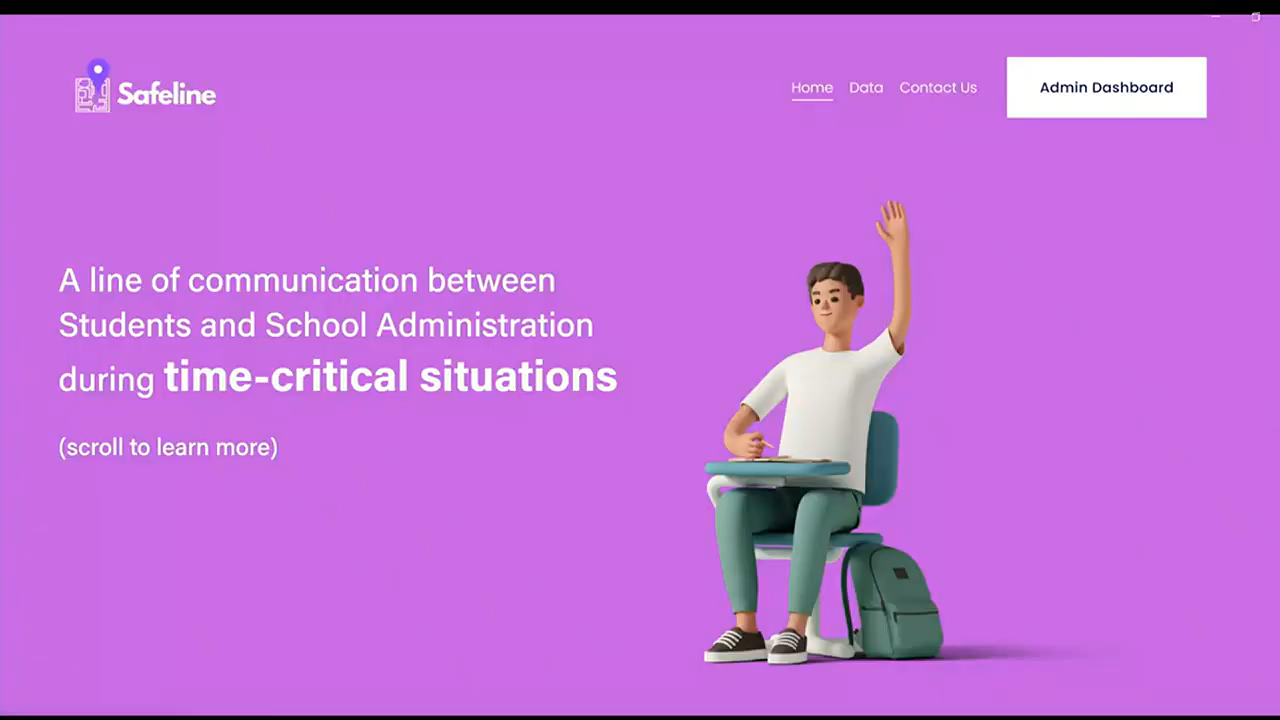 Safeline
Home Data Contact Us Admin Dashboard
A line of communication between
Students and School Administration
during time-critical situations
(scroll to learn more)